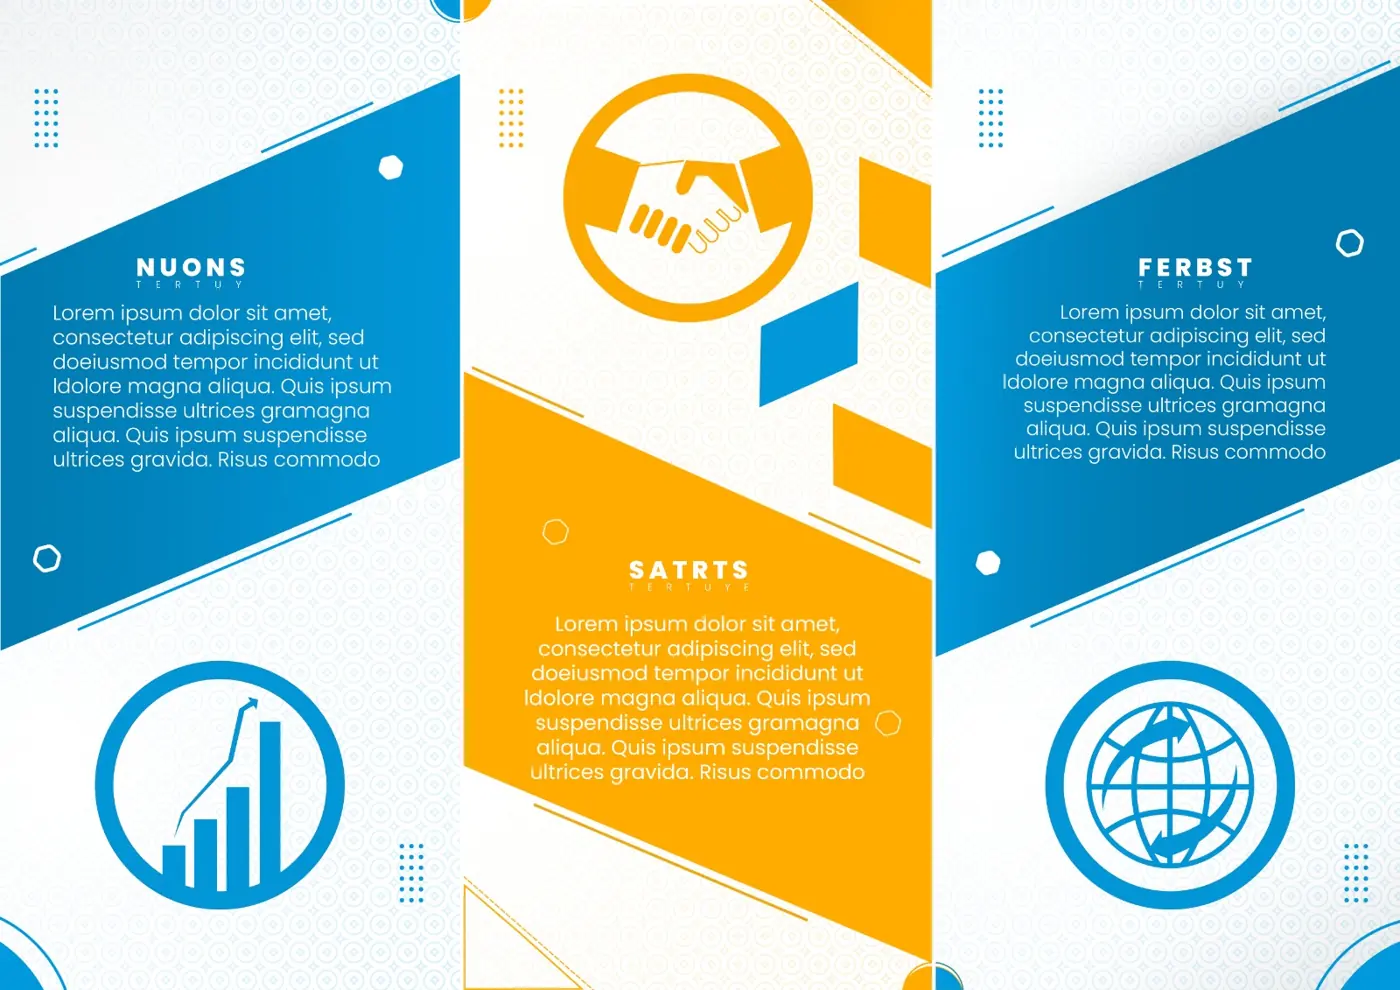 NUONS
TERTUY
Lorem ipsum dolor sit amet,
consectetur adipiscing elit, sed
doeiusmod tempor incididunt ut
ldolore magna aliqua. Quis ipsum
suspendisse ultrices gramagna
aliqua. Quis ipsum suspendisse
ultrices gravida. Risus commodo
SATRTS
TERTUYE
Lorem ipsum dolor sit amet,
consectetur adipiscing elit, sed
doeiusmod tempor incididunt ut
ldolore magna aliqua. Quis ipsum
suspendisse ultrices gramagna
aliqua. Quis ipsum suspendisse
ultrices gravida. Risus commodo
FERBST
TERTUY
Lorem ipsum dolor sit amet,
consectetur adipiscing elit, sed
doeiusmod tempor incididunt ut
ldolore magna aliqua. Quis ipsum
suspendisse ultrices gramagna
aliqua. Quis ipsum suspendisse
ultrices gravida. Risus commodo